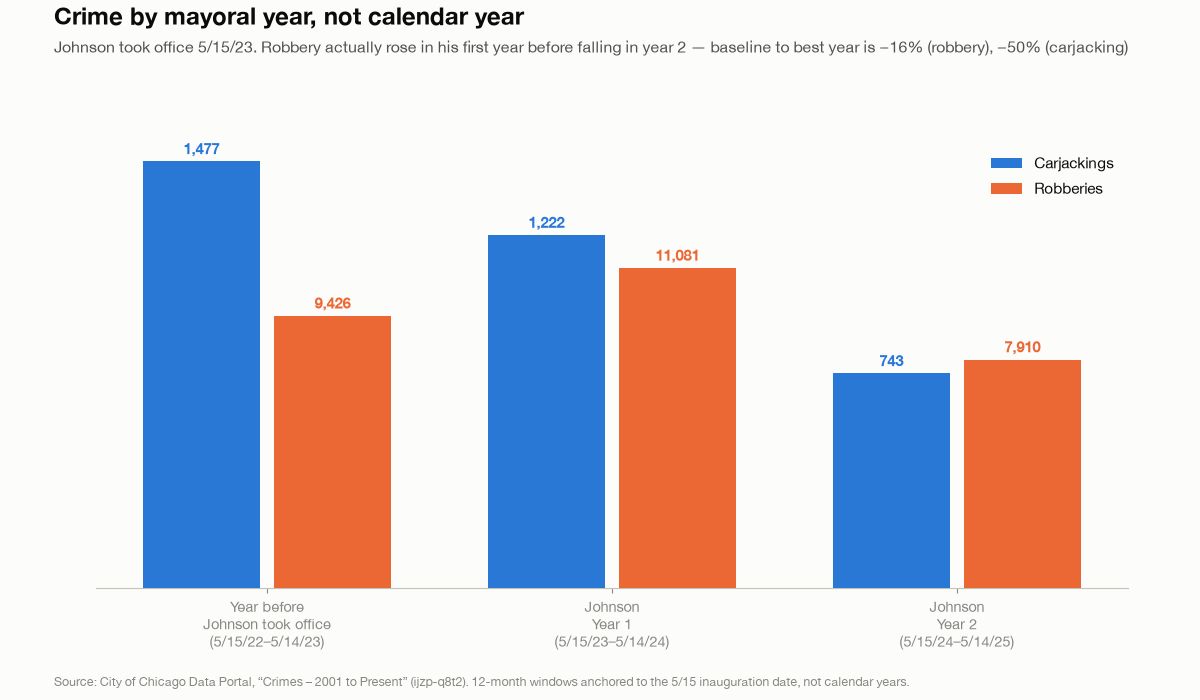 Crime by mayoral year, not calendar year
Johnson took office 5/15/23. Robbery actually rose in his first year before falling in year 2 — baseline to best year is −16% (robbery), −50% (carjacking)
1,477
9,426
1,222
11,081
743
7,910
Carjackings
Robberies
Year before
Johnson took office
(5/15/22–5/14/23)
Johnson
Year 1
(5/15/23–5/14/24)
Johnson
Year 2
(5/15/24–5/14/25)
Source: City of Chicago Data Portal, “Crimes – 2001 to Present” (ijzp-q8t2). 12-month windows anchored to the 5/15 inauguration date, not calendar years.